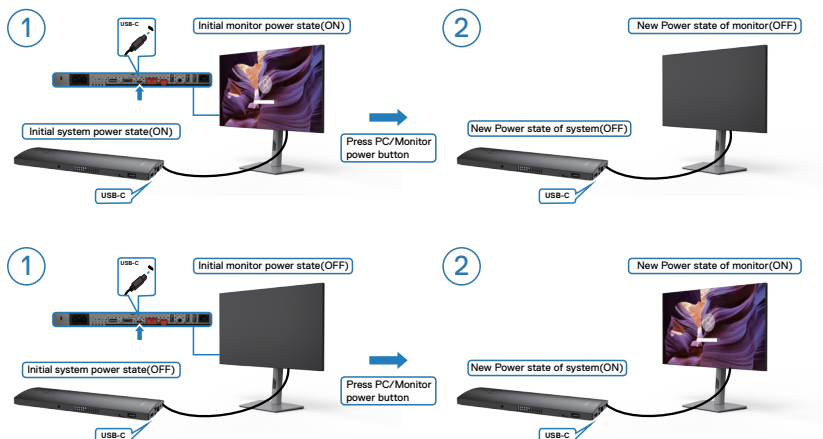 1
USB-C
Initial monitor power state(ON)
Initial system power state(ON)
USB-C
Press PC/Monitor
power button
2
New Power state of monitor(OFF)
New Power state of system(OFF)
USB-C
1
USB-C
Initial monitor power state(OFF)
Initial system power state(OFF)
USB-C
Press PC/Monitor
power button
2
New Power state of monitor(ON)
New Power state of system(ON)
USB-C